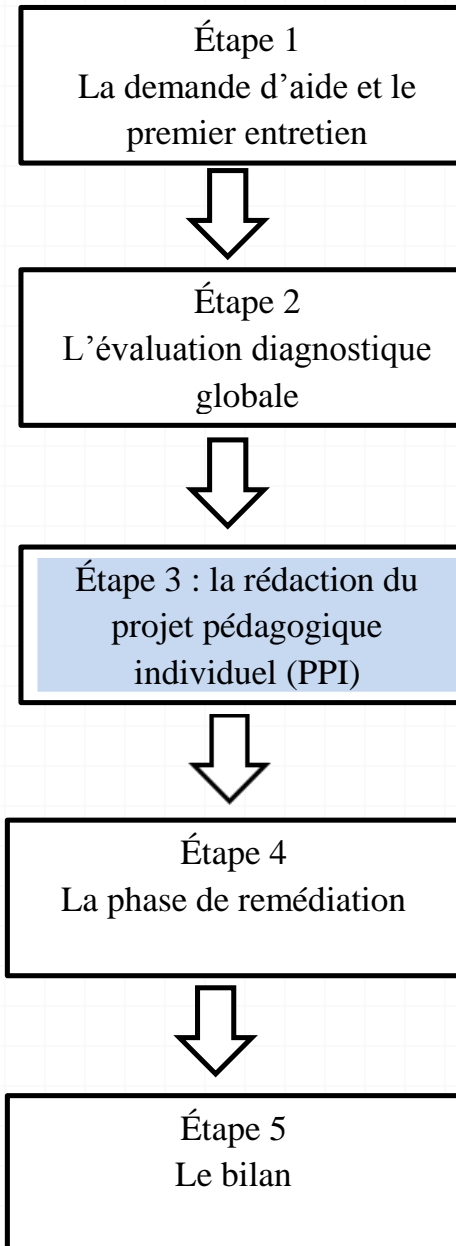 Étape 1
La demande d’aide et le
premier entretien
Étape 2
L’évaluation diagnostique
globale
Étape 3 : la rédaction du
projet pédagogique
individuel (PPI)
Étape 4
La phase de remédiation
Étape 5
Le bilan